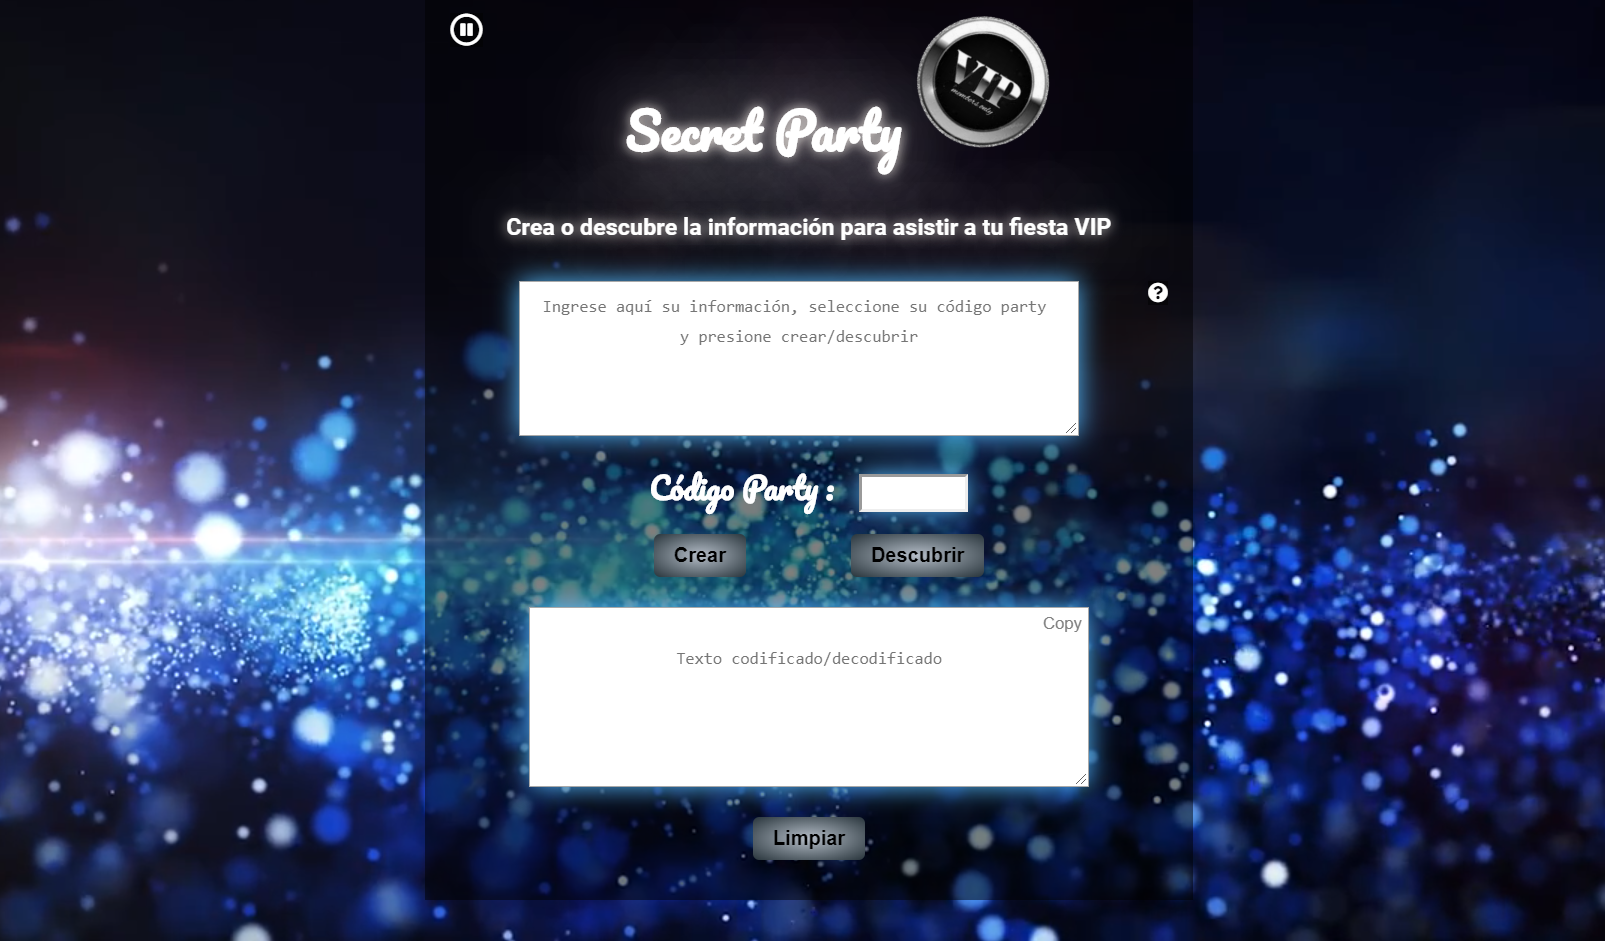 VIP
members only
Secret Party
Crea o descubre la información para asistir a tu fiesta VIP
Ingrese aquí su información, seleccione su código party
y presione crear/descubrir
Código Party :
Crear
Descubrir
Copy
Texto codificado/decodificado
Limpiar